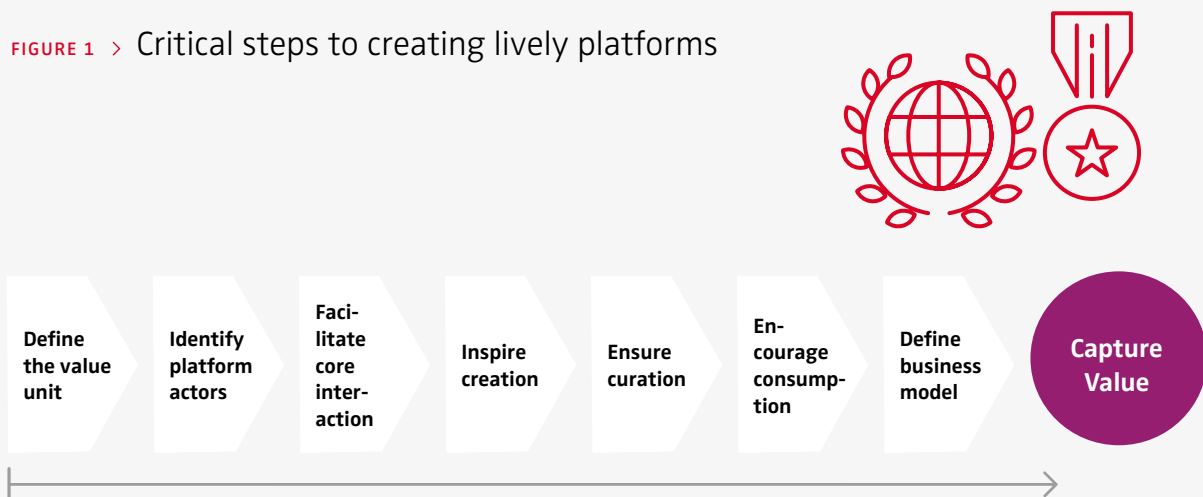 FIGURE 1 > Critical steps to creating lively platforms
Define
the value
unit
Identify
platform
actors
Faci-
litate
core
inter-
action
Inspire
creation
Ensure
curation
En-
courage
consump-
tion
Define
business
model
Capture
Value